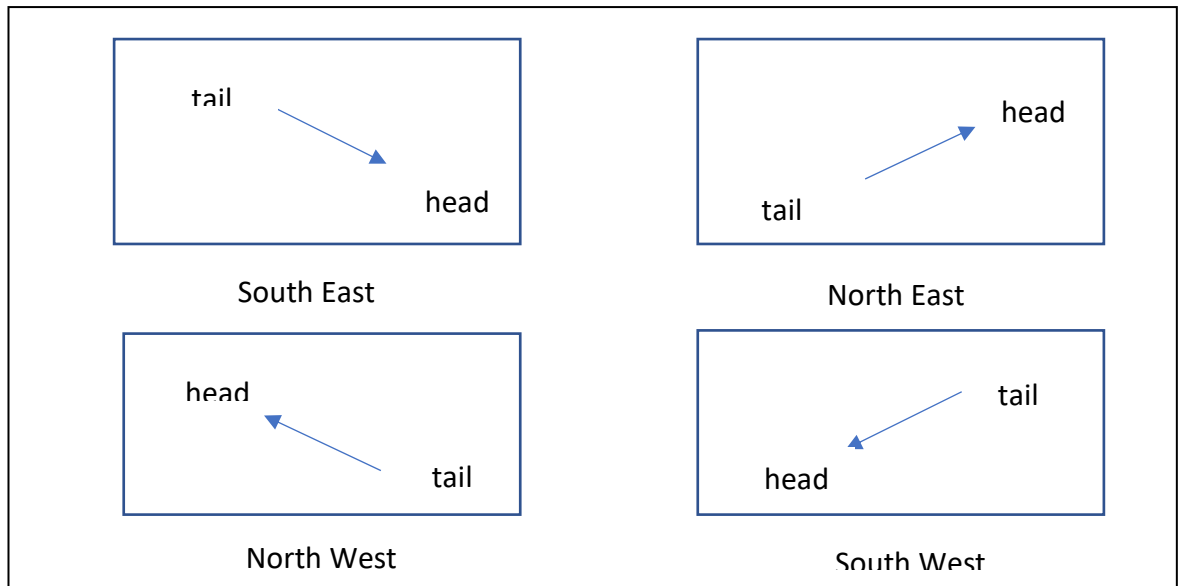 tail
head
South East
head
tail
North East
head
tail
North West
tail
head
South West